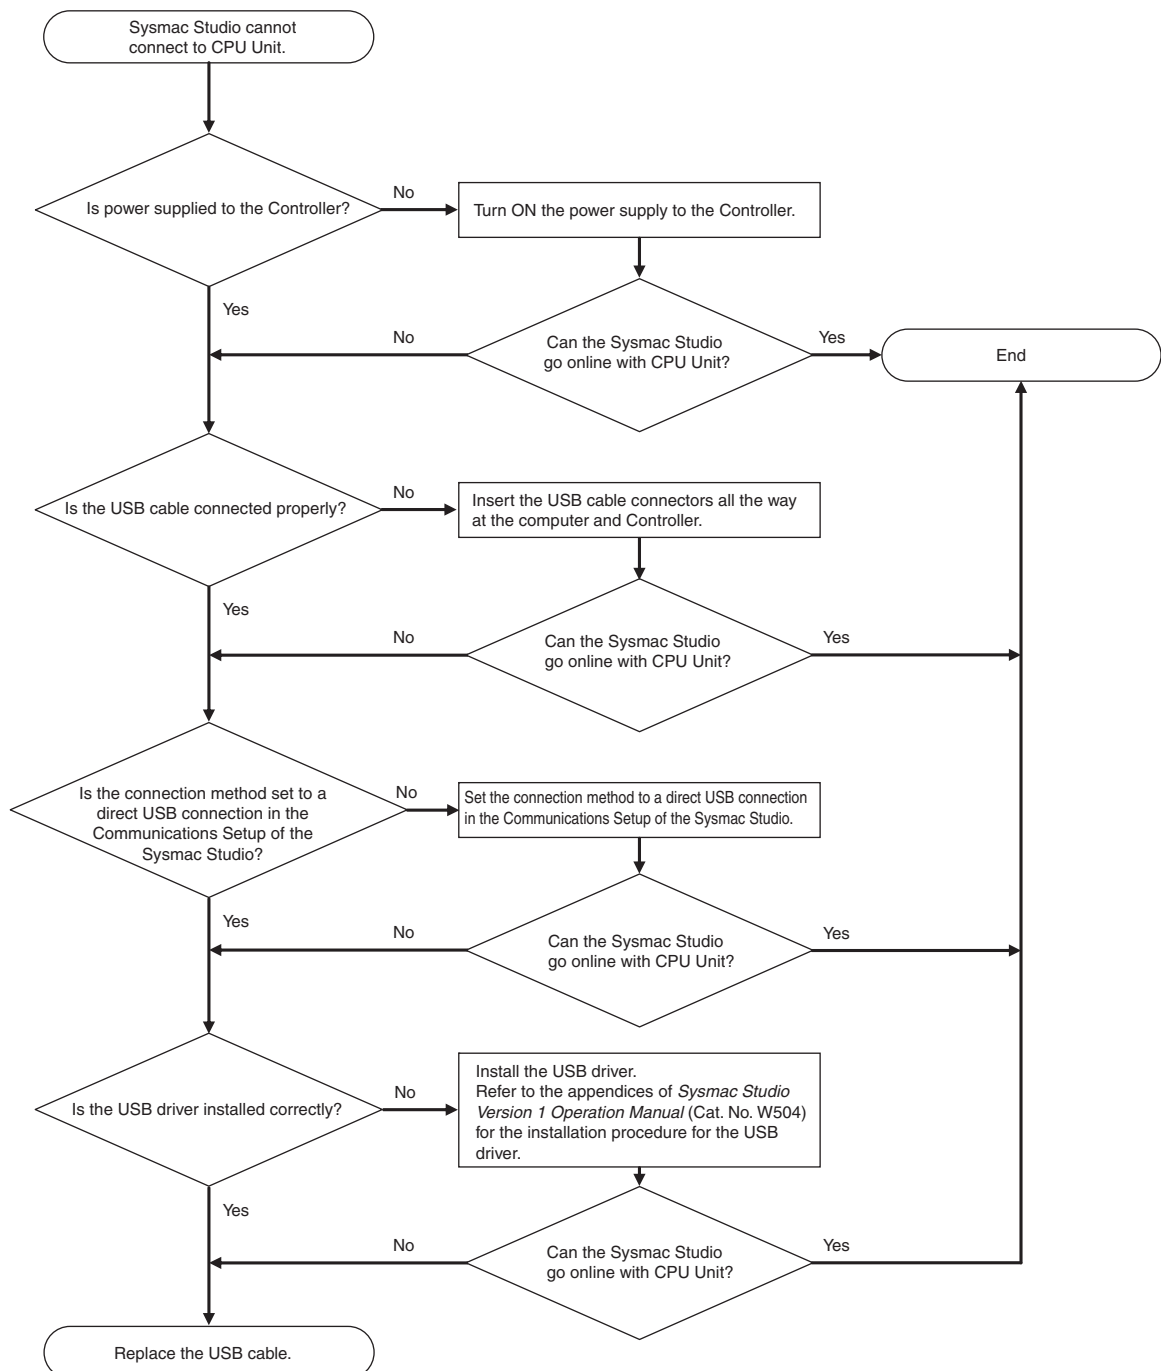 Sysmac Studio cannot
connect to CPU Unit.
Is power supplied to the Controller?
No
Turn ON the power supply to the Controller.
Yes
No
Can the Sysmac Studio
go online with CPU Unit?
Yes
End
Is the USB cable connected properly?
No
Insert the USB cable connectors all the way
at the computer and Controller.
Yes
No
Can the Sysmac Studio
go online with CPU Unit?
Yes
Is the connection method set to a
direct USB connection in the
Communications Setup of the
Sysmac Studio?
No
Set the connection method to a direct USB connection
in the Communications Setup of the Sysmac Studio.
Yes
No
Can the Sysmac Studio
go online with CPU Unit?
Yes
Is the USB driver installed correctly?
No
Install the USB driver.
Refer to the appendices of Sysmac Studio
Version 1 Operation Manual (Cat. No. W504)
for the installation procedure for the USB
driver.
Yes
No
Can the Sysmac Studio
go online with CPU Unit?
Yes
Replace the USB cable.